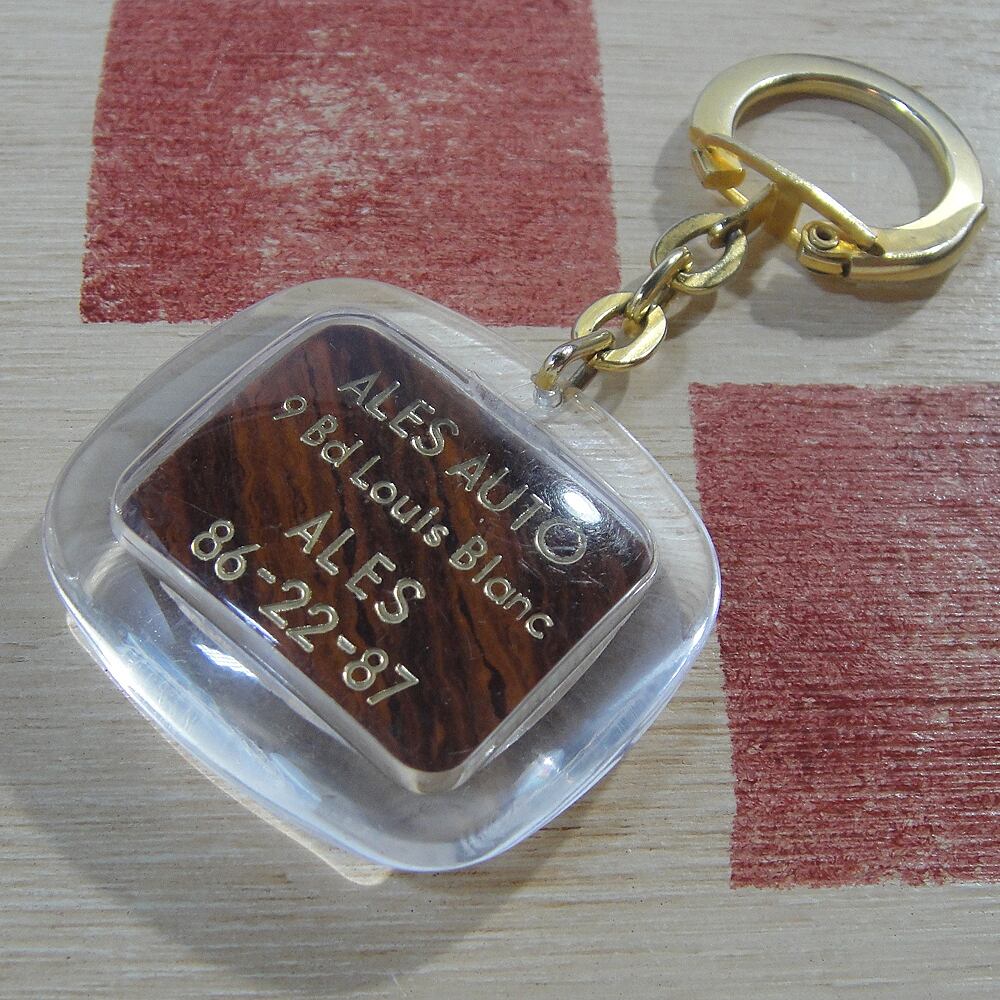 ALES AUTO
9 Bd Louis Blanc
ALES
86-22-87